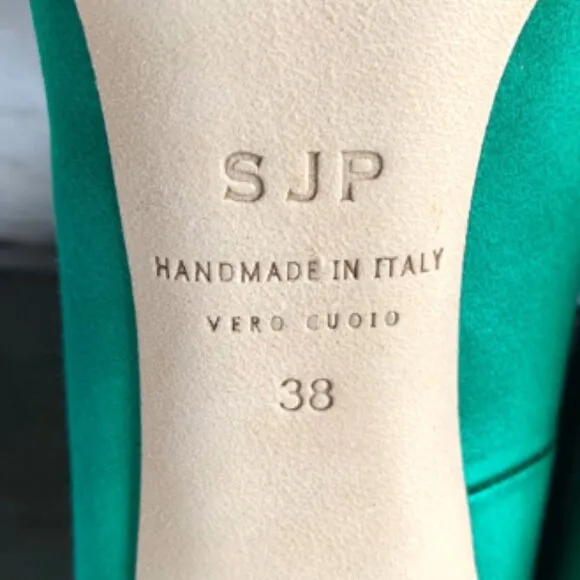 SJP
HANDMADE IN ITALY
VERO CUOIO
38